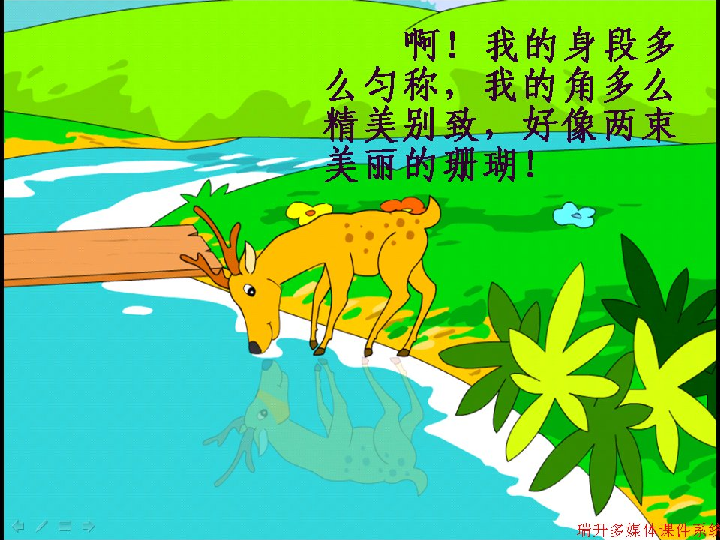 啊！我的身段多
么匀称，我的角多么
精美别致，好像两束
美丽的珊瑚！
瑞升多媒体课件系统